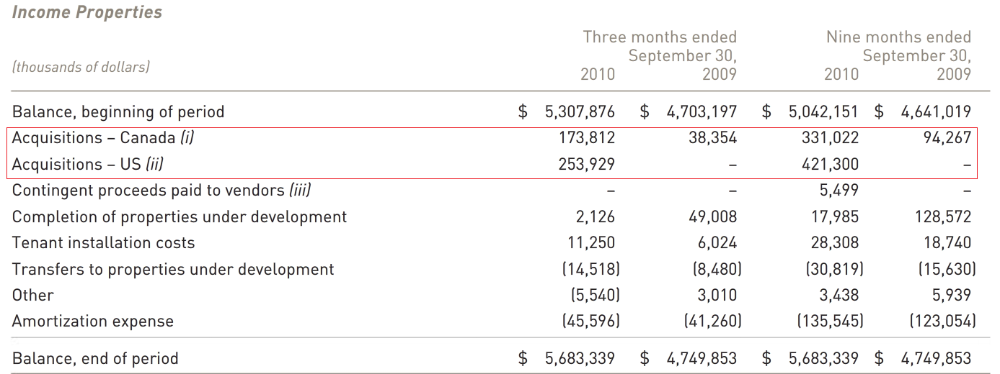 Income Properties
Three months ended Nine months ended
September 30, September 30,
(thousands of dollars) 2010 2009 2010 2009
Balance, beginning of period $ 5,307,876 $ 4,703,197 $ 5,042,151 $ 4,641,019
Acquisitions – Canada (i) 173,812 38,354 331,022 94,267
Acquisitions – US (ii) 253,929 – 421,300 –
Contingent proceeds paid to vendors (iii) – – 5,499 –
Completion of properties under development 2,126 49,008 17,985 128,572
Tenant installation costs 11,250 6,024 28,308 18,740
Transfers to properties under development (14,518) (8,480) (30,819) (15,630)
Other (5,540) 3,010 3,438 5,939
Amortization expense (45,596) (41,260) (135,545) (123,054)
Balance, end of period $ 5,683,339 $ 4,749,853 $ 5,683,339 $ 4,749,853